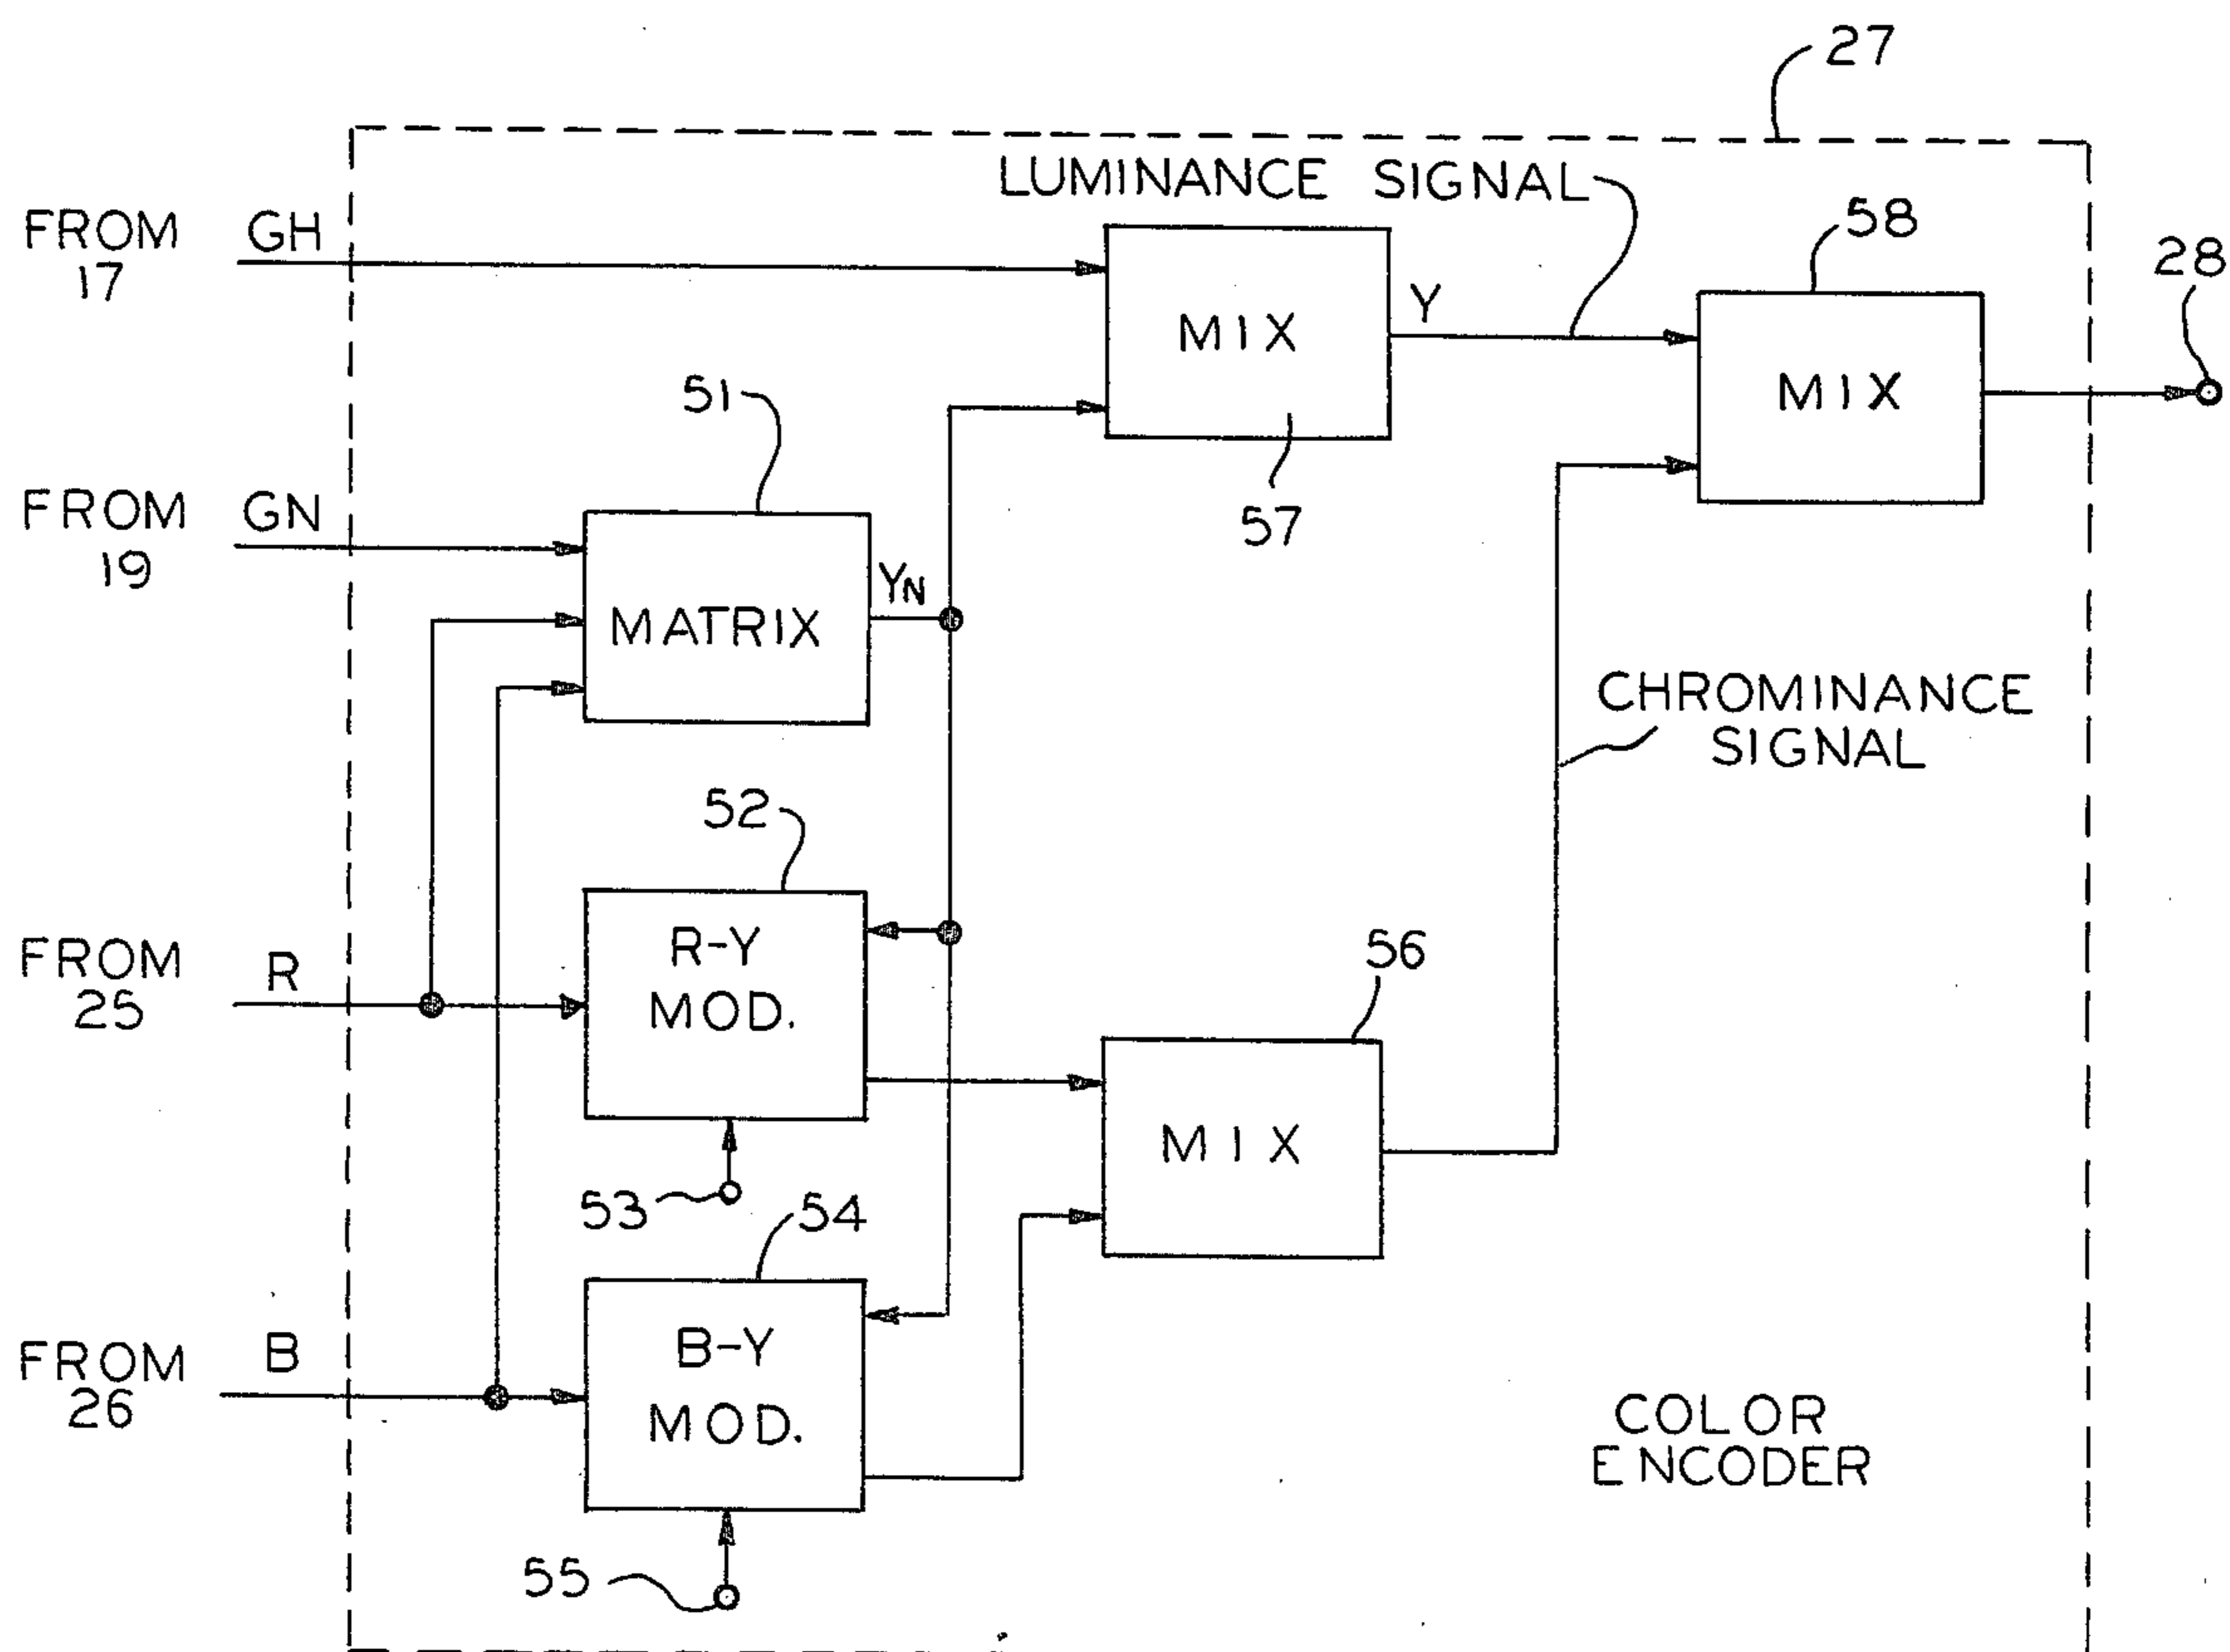 27
LUMINANCE SIGNAL
58
28
FROM
17
GH
MIX
Y
MIX
57
51
FROM
19
GN
MATRIX
YN
CHROMINANCE
SIGNAL
52
FROM
25
R
R-Y
MOD.
56
MIX
53
54
FROM
26
B
B-Y
MOD.
COLOR
ENCODER
55